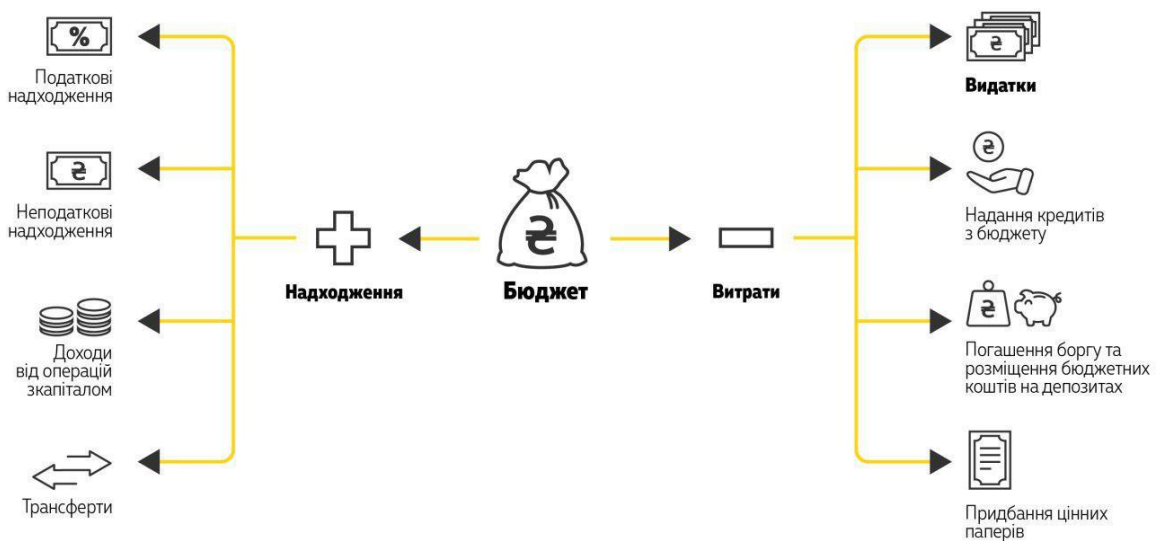 %
Податкові
надходження
₴
Неподаткові
надходження
Доходи
від операцій
зкапіталом
Трансферти
Надходження
₴
Бюджет
Витрати
₴
Видатки
₴
Надання кредитів
з бюджету
₴
Погашення боргу та
розміщення бюджетних
коштів на депозитах
Придбання цінних
паперів